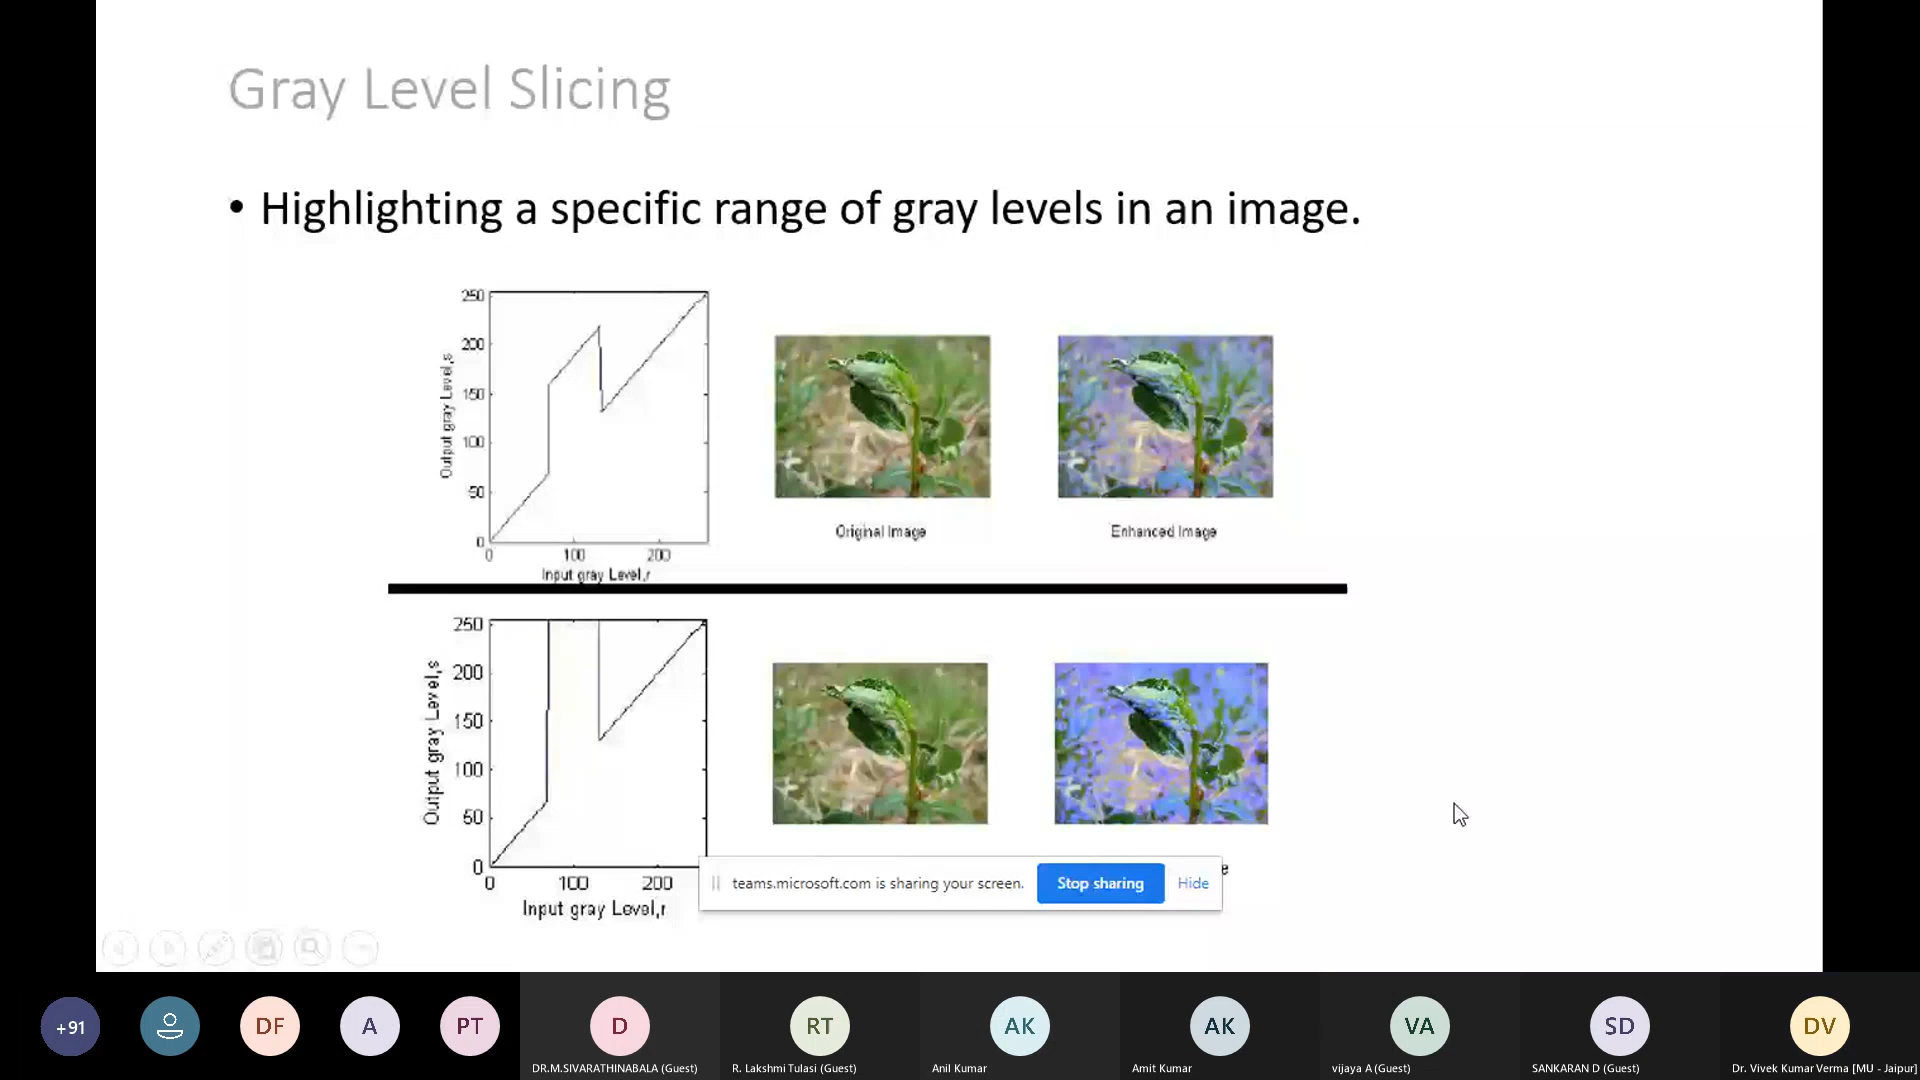 Gray Level Slicing
• Highlighting a specific range of gray levels in an image.
250
200
150
100
50
0
Output gray Level,s
0 100 200
Input gray Level,r
Original Image
Enhanced Image
250
200
150
100
50
0
Output gray Level,s
0 100 200
Input gray Level,r
e
teams.microsoft.com is sharing your screen.
Stop sharing
Hide
+91
DF
A
PT
D
RT
AK
AK
VA
SD
DV
DR.M.SIVARATHINABALA (Guest)
R. Lakshmi Tulasi (Guest)
Anil Kumar
Amit Kumar
vijaya A (Guest)
SANKARAN D (Guest)
Dr. Vivek Kumar Verma [MU - Jaipur]